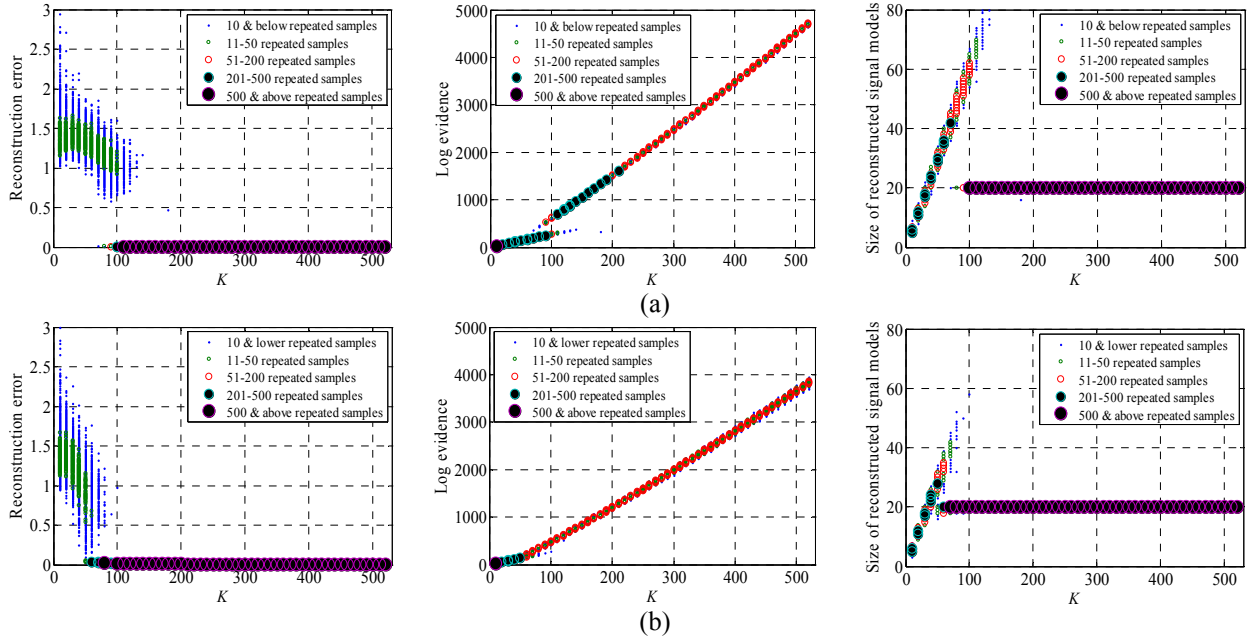 Reconstruction error
3
2.5
2
1.5
1
0.5
0
0 100 200 300 400 500
K
10 & below repeated samples
11-50 repeated samples
51-200 repeated samples
201-500 repeated samples
500 & above repeated samples
Log evidence
5000
4000
3000
2000
1000
0
0 100 200 300 400 500
K
10 & below repeated samples
11-50 repeated samples
51-200 repeated samples
201-500 repeated samples
500 & above repeated samples
Size of reconstructed signal models
80
60
40
20
0
0 100 200 300 400 500
K
10 & below repeated samples
11-50 repeated samples
51-200 repeated samples
201-500 repeated samples
500 & above repeated samples
(a)
Reconstruction error
3
2.5
2
1.5
1
0.5
0
0 100 200 300 400 500
K
10 & lower repeated samples
11-50 repeated samples
51-200 repeated samples
201-500 repeated samples
500 & above repeated samples
Log evidence
5000
4000
3000
2000
1000
0
0 100 200 300 400 500
K
10 & lower repeated samples
11-50 repeated samples
51-200 repeated samples
201-500 repeated samples
500 & above repeated samples
Size of reconstructed signal models
80
60
40
20
0
0 100 200 300 400 500
K
10 & lower repeated samples
11-50 repeated samples
51-200 repeated samples
201-500 repeated samples
500 & above repeated samples
(b)